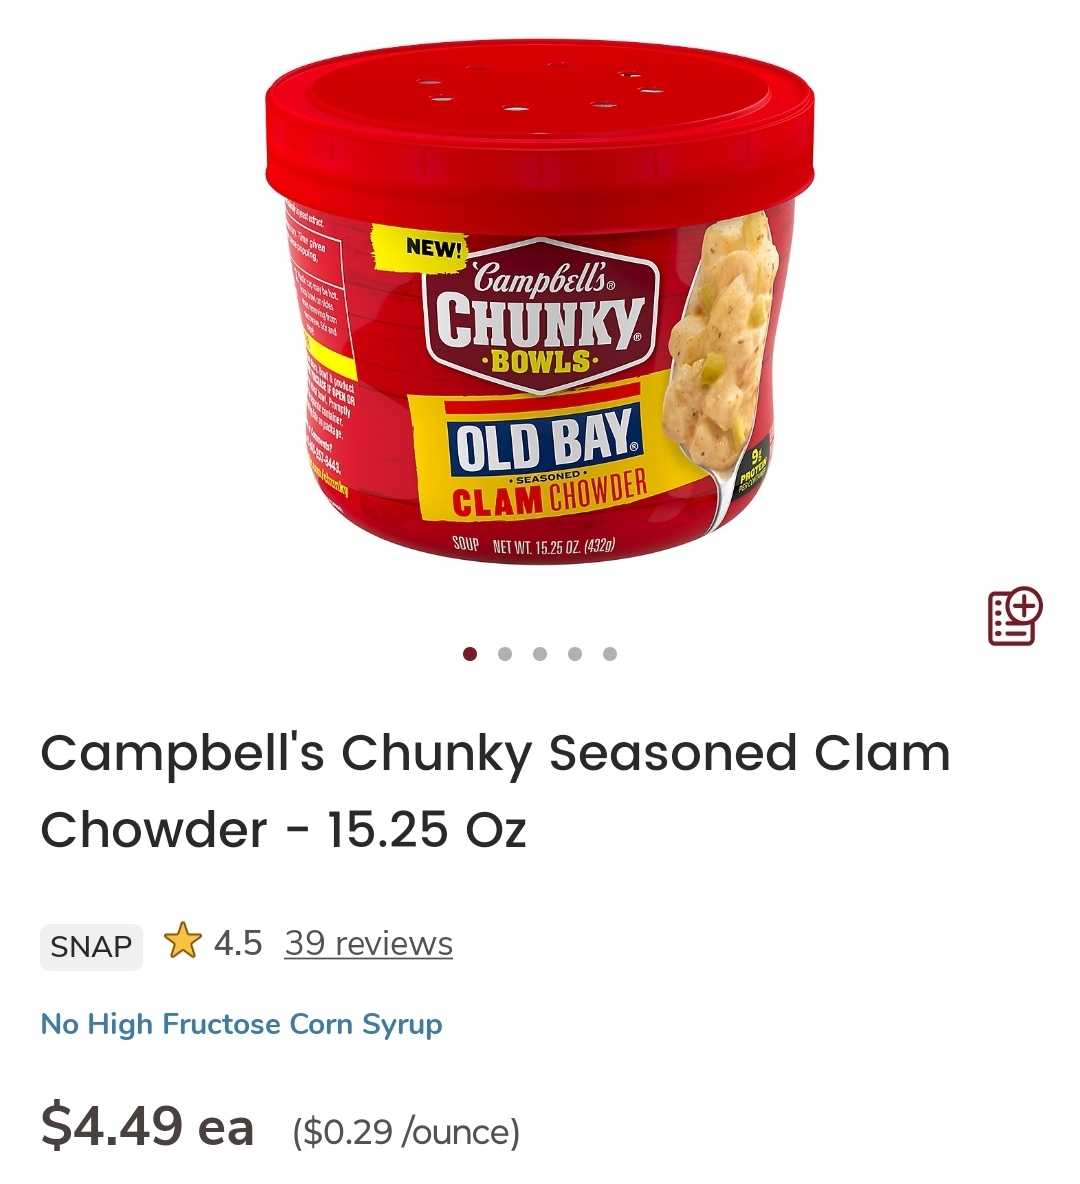 NEW!
Campbell's®
CHUNKY®
·BOWLS·
OLD BAY®
·SEASONED·
CLAM CHOWDER
9g
PROTEIN
SOUP NET WT. 15.25 OZ. (432g)
Campbell's Chunky Seasoned Clam
Chowder - 15.25 Oz
SNAP 4.5 39 reviews
No High Fructose Corn Syrup
$4.49 ea ($0.29 /ounce)